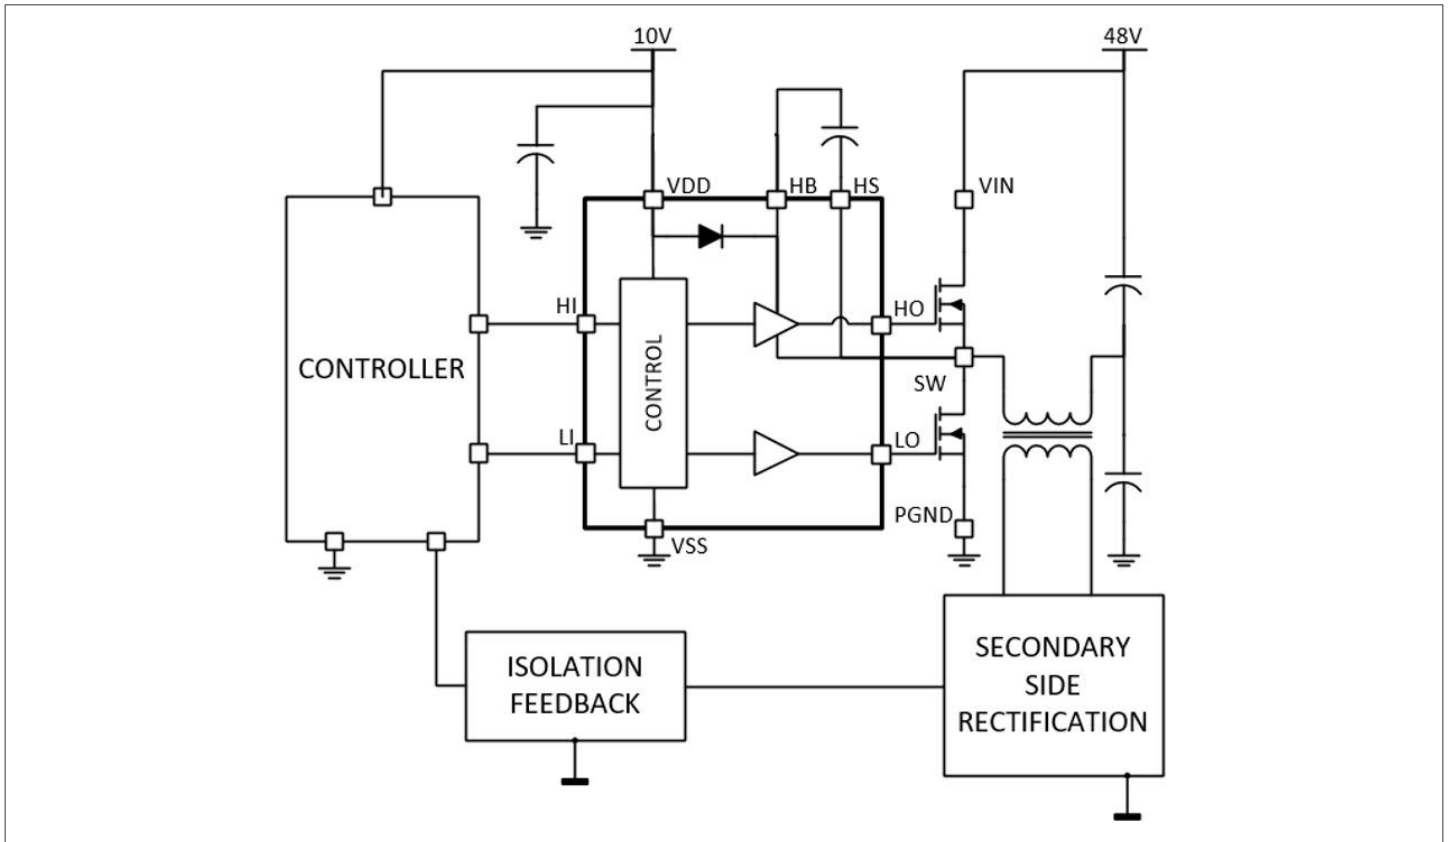 10V
48V
VDD
HB
HS
VIN
HI
HO
CONTROLLER
CONTROL
SW
LI
LO
PGND
VSS
ISOLATION
FEEDBACK
SECONDARY
SIDE
RECTIFICATION